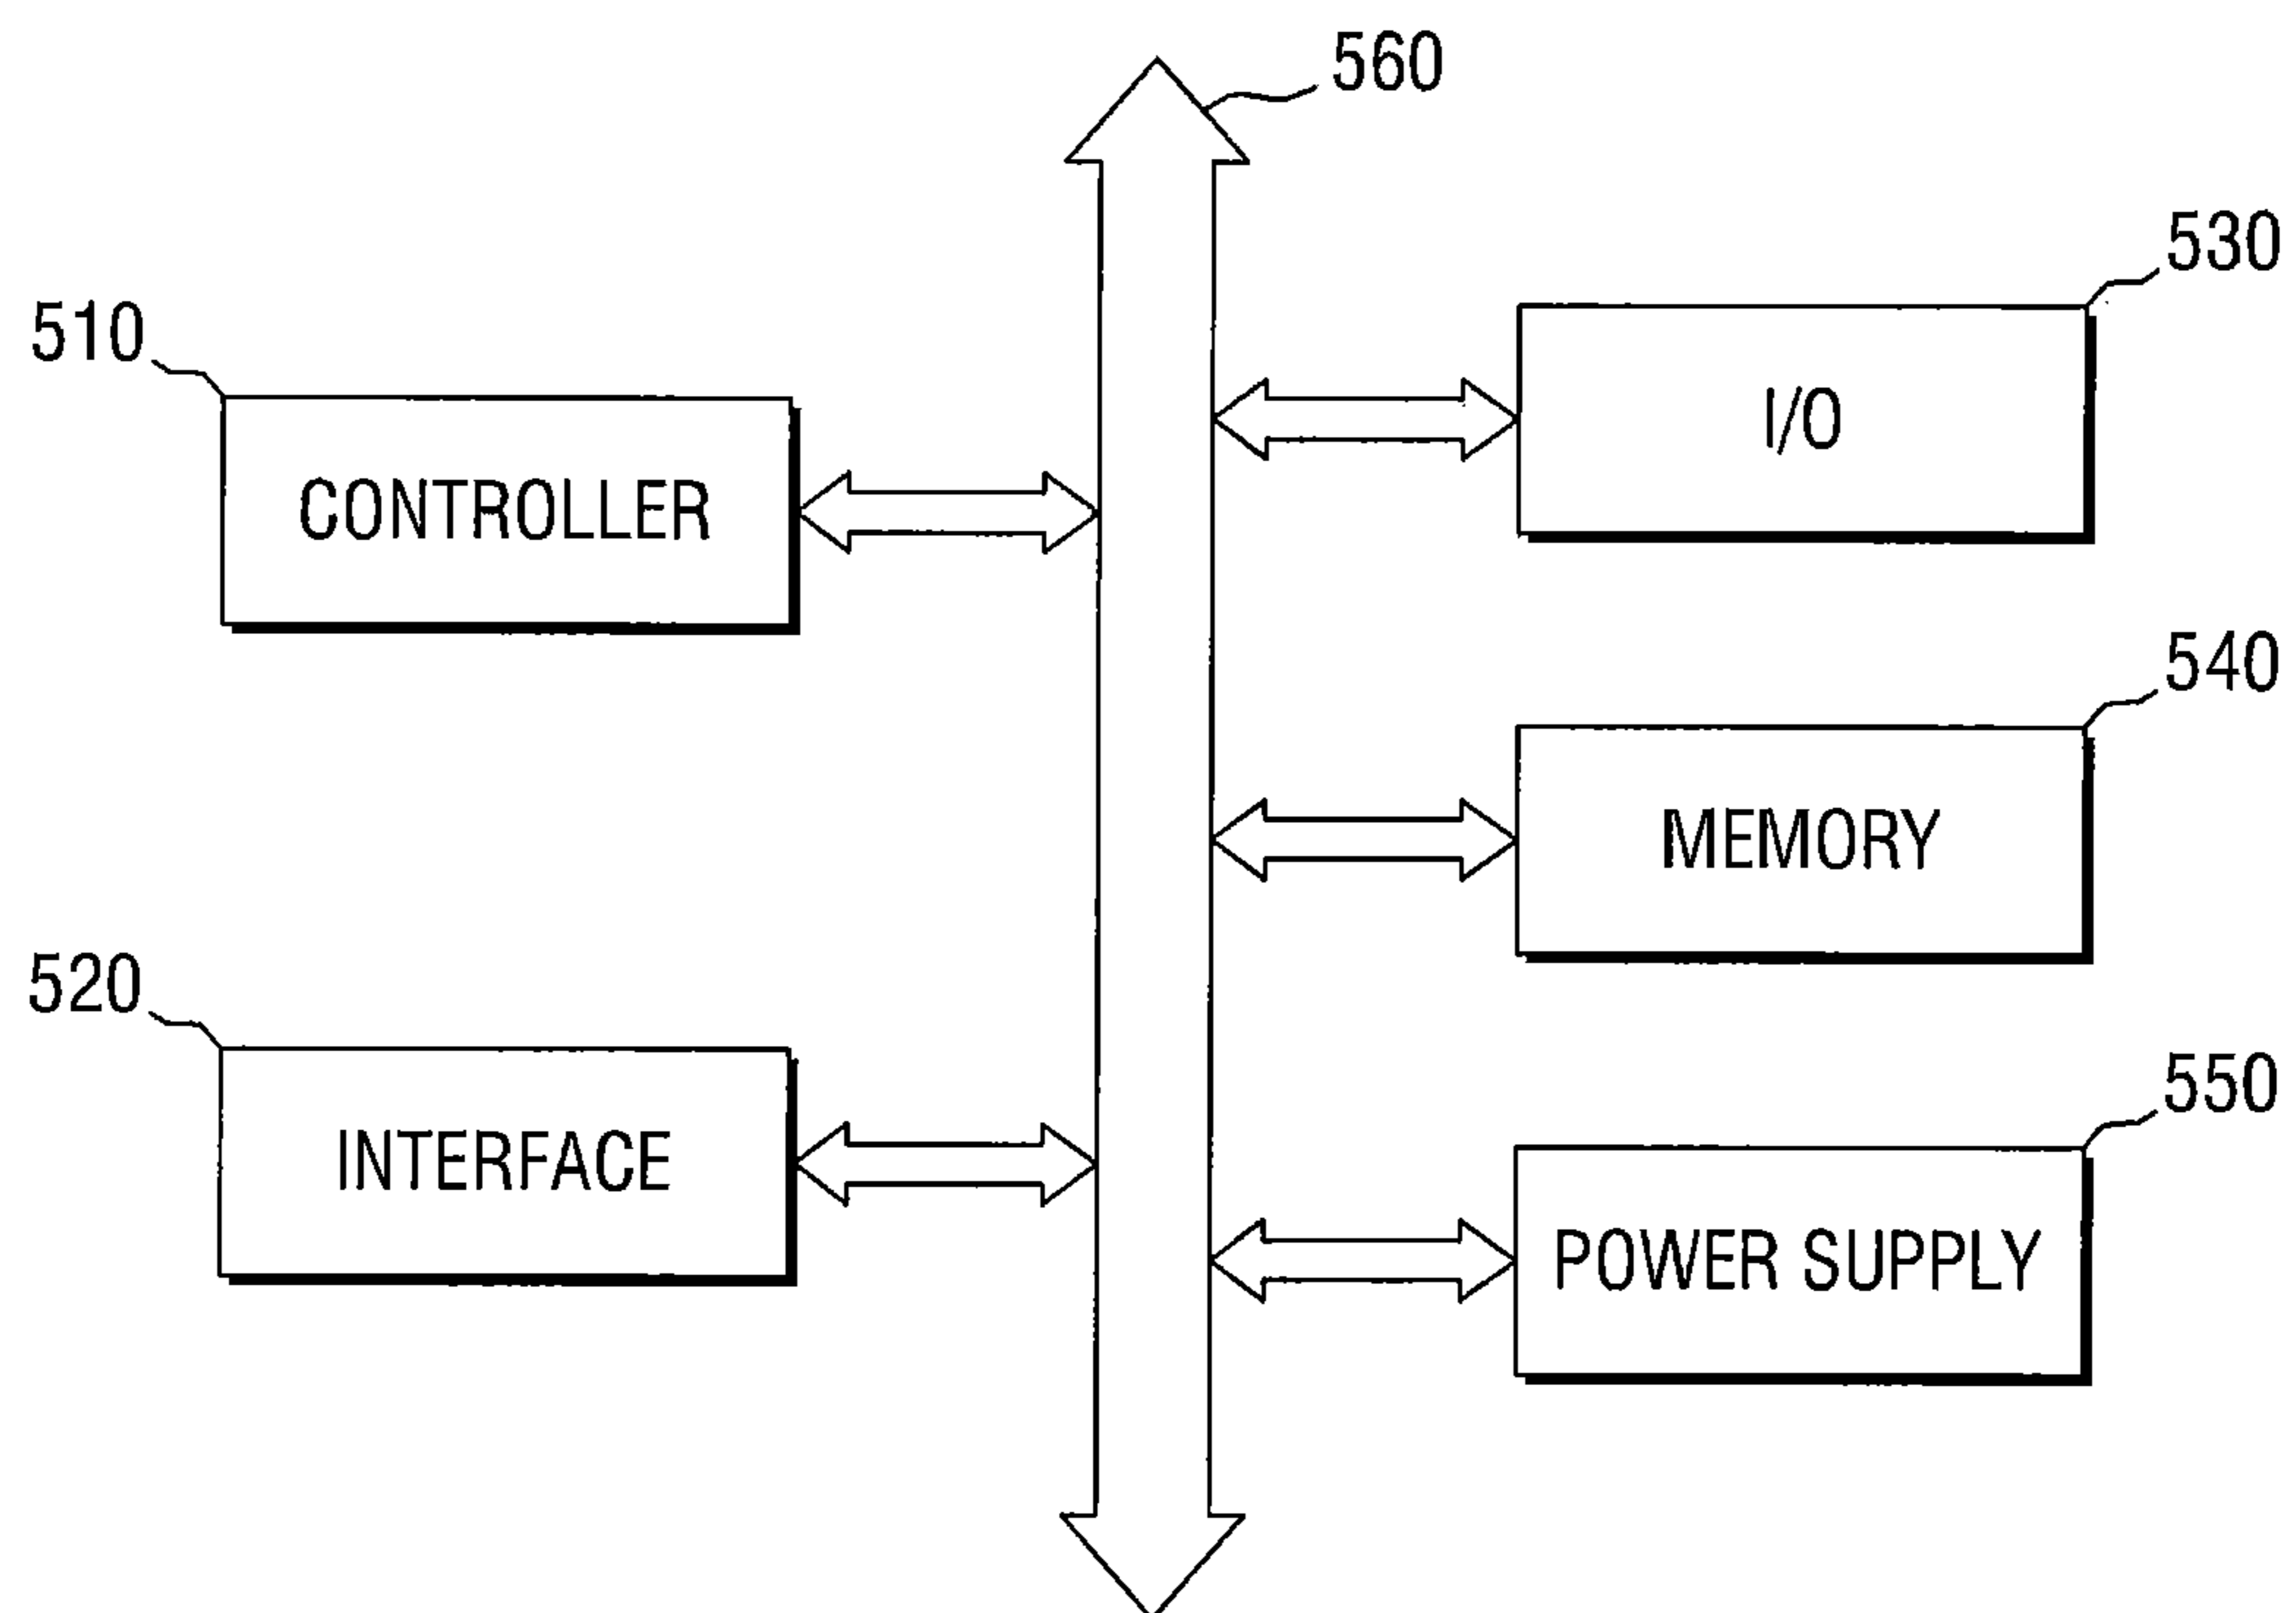 560
530
510
I/O
CONTROLLER
540
MEMORY
520
550
INTERFACE
POWER SUPPLY